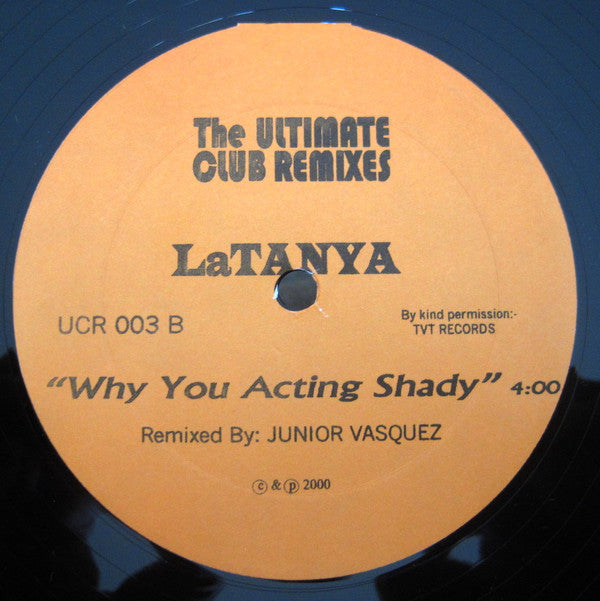 The ULTIMATE
CLUB REMIXES
LaTANYA
UCR 003 B
By kind permission:-
TVT RECORDS
“Why You Acting Shady” 4:00
Remixed By: JUNIOR VASQUEZ
ⓒ & ⓟ 2000